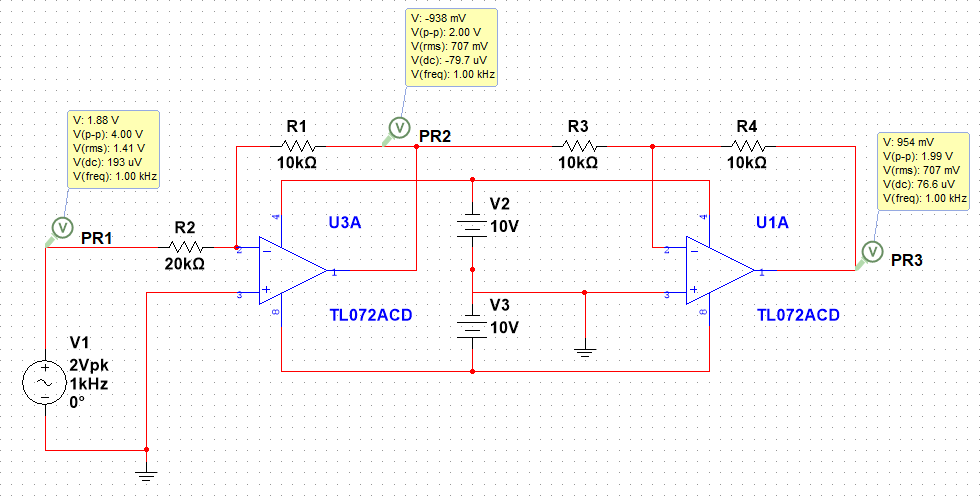 V: -938 mV
V(p-p): 2.00 V
V(rms): 707 mV
V(dc): -79.7 uV
V(freq): 1.00 kHz
V: 1.88 V
V(p-p): 4.00 V
V(rms): 1.41 V
V(dc): 193 uV
V(freq): 1.00 kHz
V
PR2
R1
10kΩ
R3
10kΩ
R4
10kΩ
V: 954 mV
V(p-p): 1.99 V
V(rms): 707 mV
V(dc): 76.6 uV
V(freq): 1.00 kHz
V
PR1
R2
20kΩ
V2
10V
U3A
4
2
3
8
1
TL072ACD
U1A
4
2
3
8
1
TL072ACD
V
PR3
V3
10V
V1
2Vpk
1kHz
0°